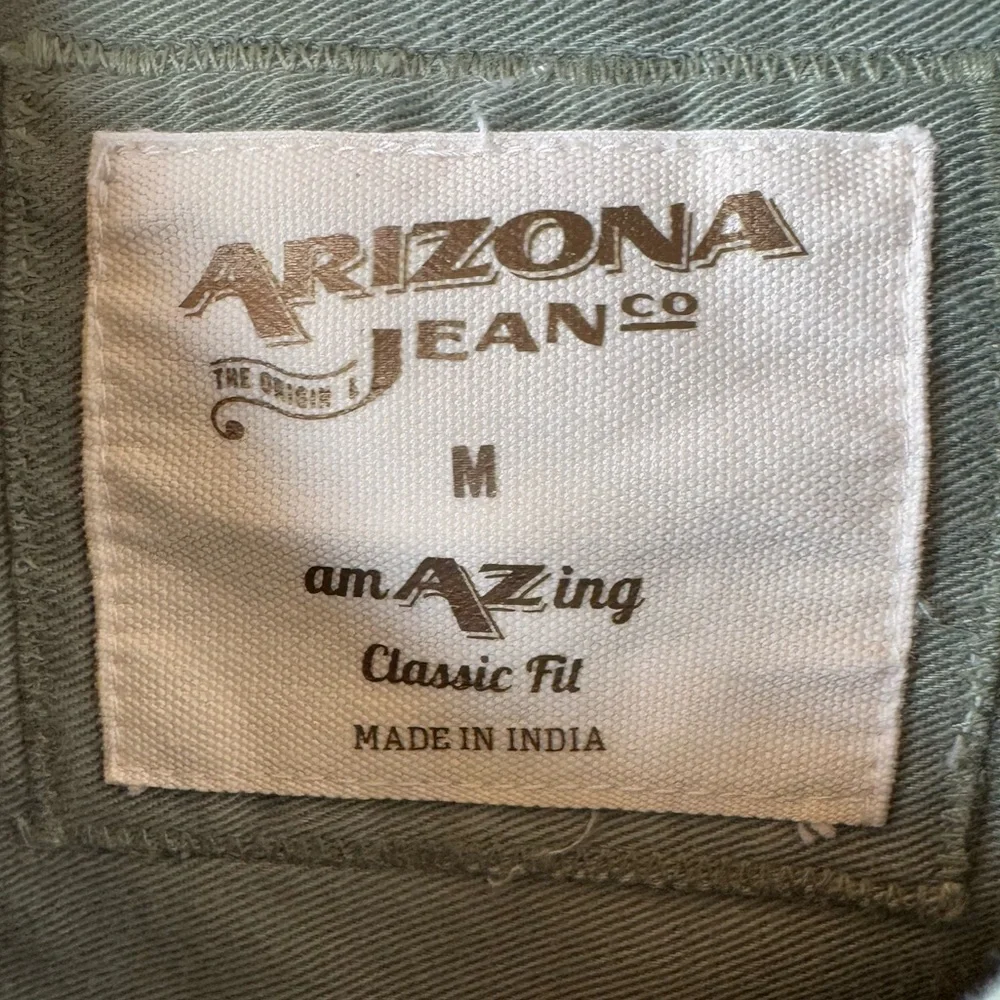 ARIZONA
JEAN CO
THE ORIGIN L
M
amAZing
Classic Fit
MADE IN INDIA